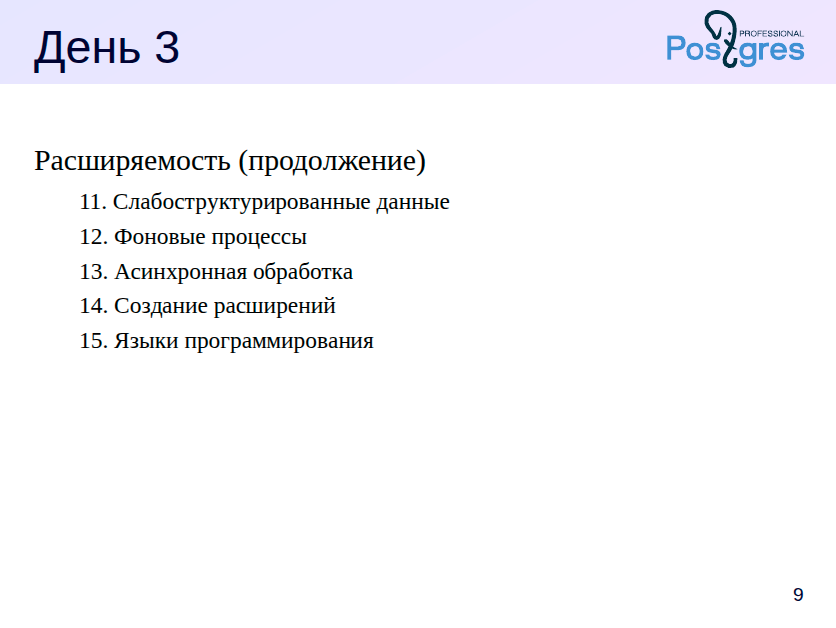 День 3
PROFESSIONAL
Postgres
Расширяемость (продолжение)
11. Слабоструктурированные данные
12. Фоновые процессы
13. Асинхронная обработка
14. Создание расширений
15. Языки программирования
9